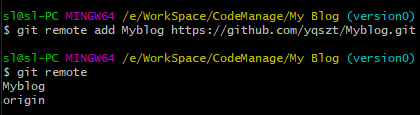 sl@sl-PC MINGW64 /e/WorkSpace/CodeManage/My Blog (version0)
$ git remote add Myblog https://github.com/yqszt/Myblog.git
sl@sl-PC MINGW64 /e/WorkSpace/CodeManage/My Blog (version0)
$ git remote
Myblog
origin